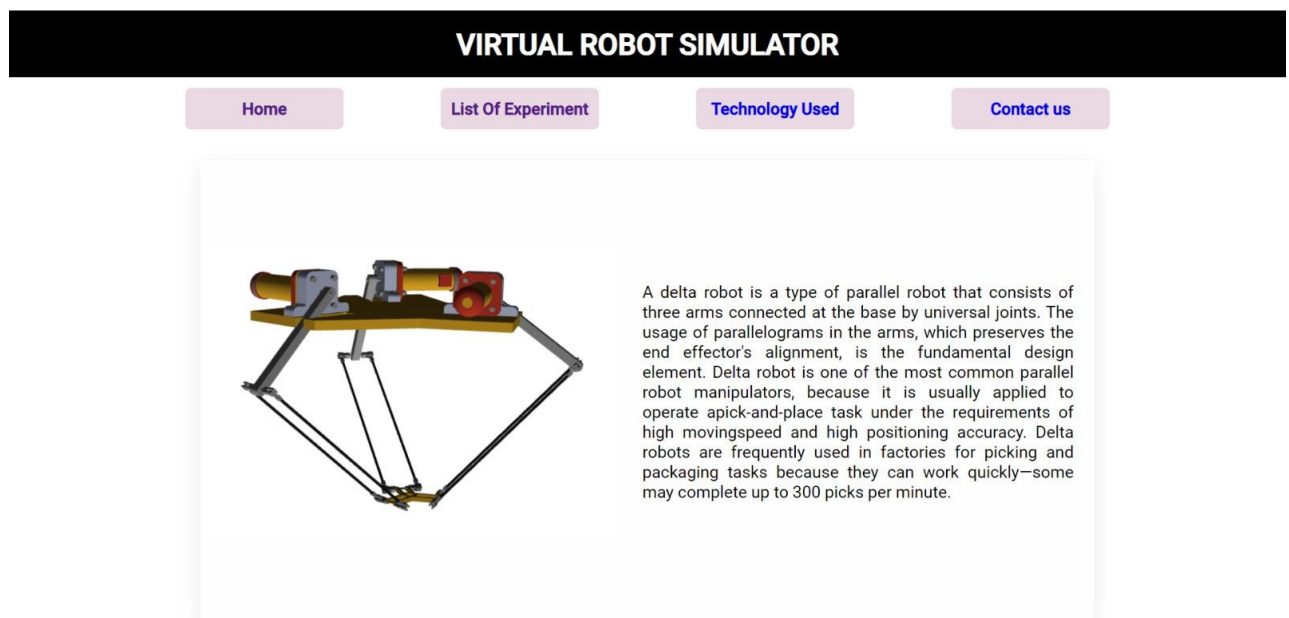 VIRTUAL ROBOT SIMULATOR
Home
List Of Experiment
Technology Used
Contact us
A delta robot is a type of parallel robot that consists of
three arms connected at the base by universal joints. The
usage of parallelograms in the arms, which preserves the
end effector's alignment, is the fundamental design
element. Delta robot is one of the most common parallel
robot manipulators, because it is usually applied to
operate apick-and-place task under the requirements of
high movingspeed and high positioning accuracy. Delta
robots are frequently used in factories for picking and
packaging tasks because they can work quickly—some
may complete up to 300 picks per minute.